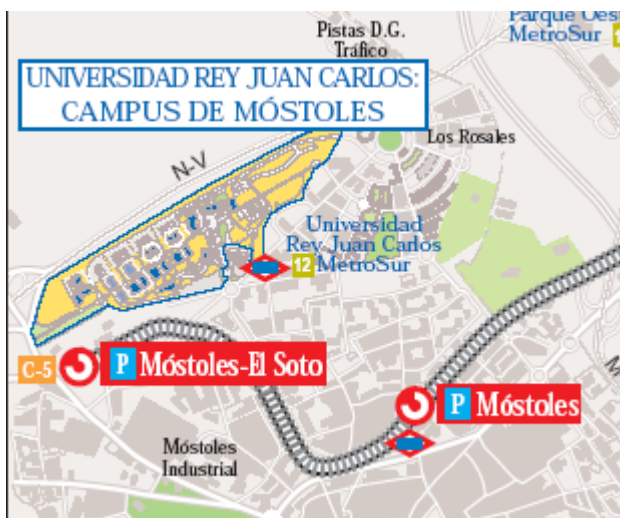 Pistas D.G.
Tráfico
Parque Oes
MetroSur
UNIVERSIDAD REY JUAN CARLOS:
CAMPUS DE MÓSTOLES
N-V
Los Rosales
Universidad
Rey Juan Carlos
12 MetroSur
C-5
P Móstoles-El Soto
P Móstoles
Móstoles
Industrial